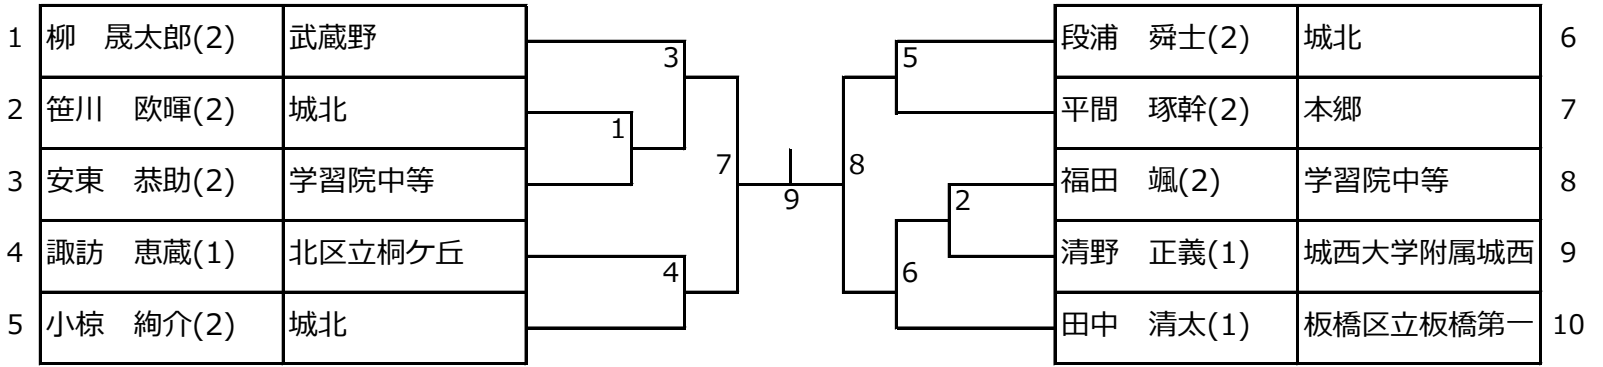 1 柳　晟太郎(2) 武蔵野
2 笹川　欧暉(2) 城北
3 安東　恭助(2) 学習院中等
4 諏訪　恵蔵(1) 北区立桐ケ丘
5 小椋　絢介(2) 城北
3
1
7
4
9
5
8
2
6
段浦　舜士(2) 城北 6
平間　琢幹(2) 本郷 7
福田　颯(2) 学習院中等 8
清野　正義(1) 城西大学附属城西 9
田中　清太(1) 板橋区立板橋第一 10